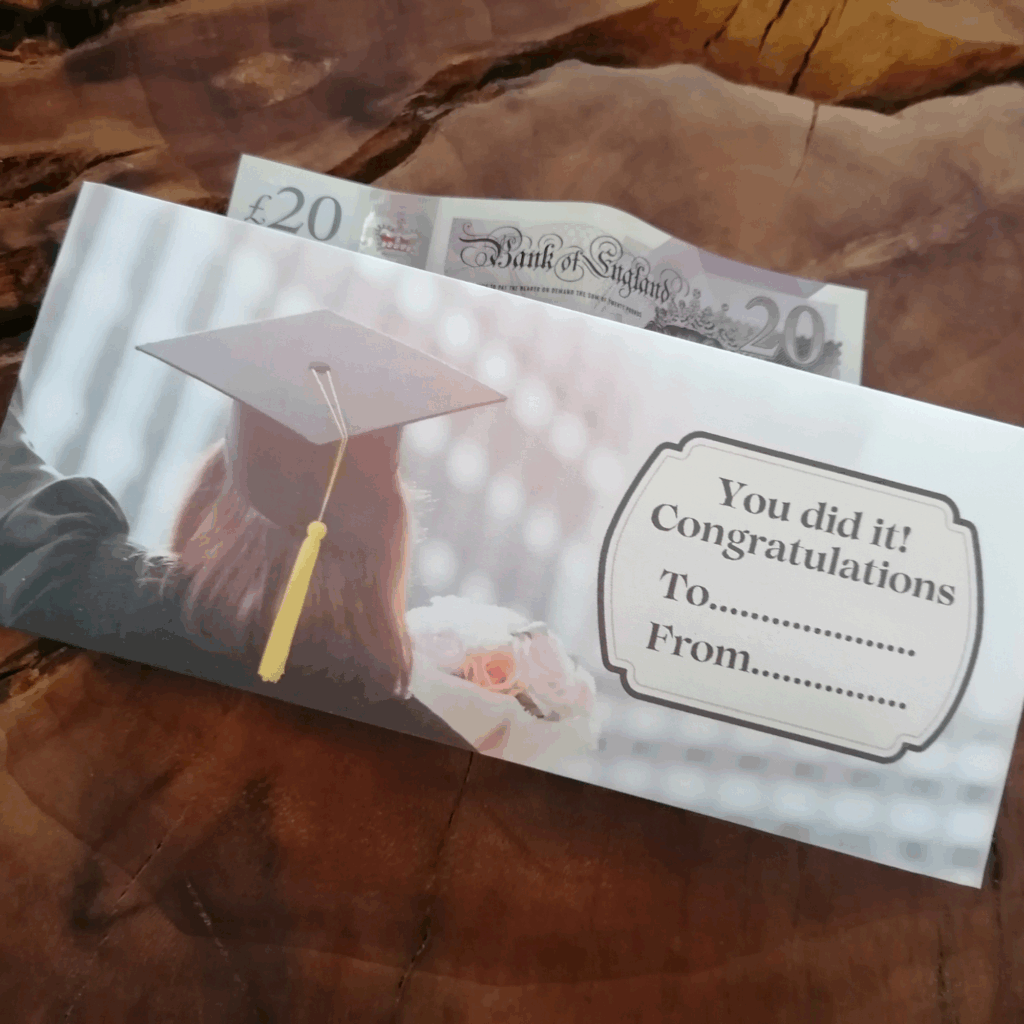 £20
Bank of England
20
You did it!
Congratulations
To...................
From...............